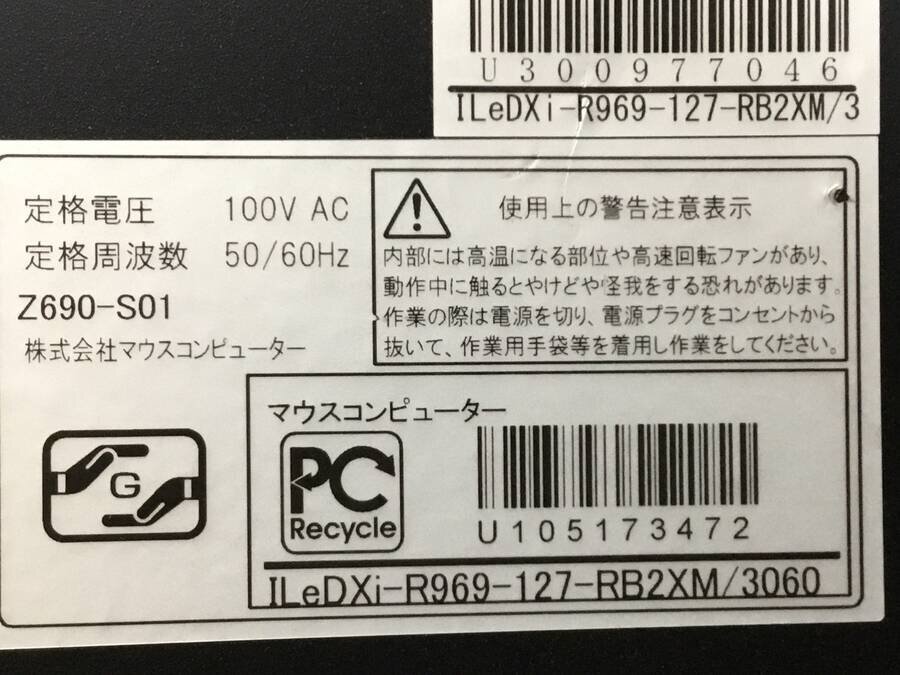 U300977046
ILeDXi-R969-127-RB2XM/3
定格電圧 100V AC
定格周波数 50/60Hz
Z690-S01
株式会社マウスコンピューター
使用上の警告注意表示
内部には高温になる部位や高速回転ファンがあり、
動作中に触るとやけどや怪我をする恐れがあります。
作業の際は電源を切り、電源プラグをコンセントから
抜いて、作業用手袋等を着用し作業をしてください。
G
マウスコンピューター
PC
Recycle
U105173472
ILeDXi-R969-127-RB2XM/3060